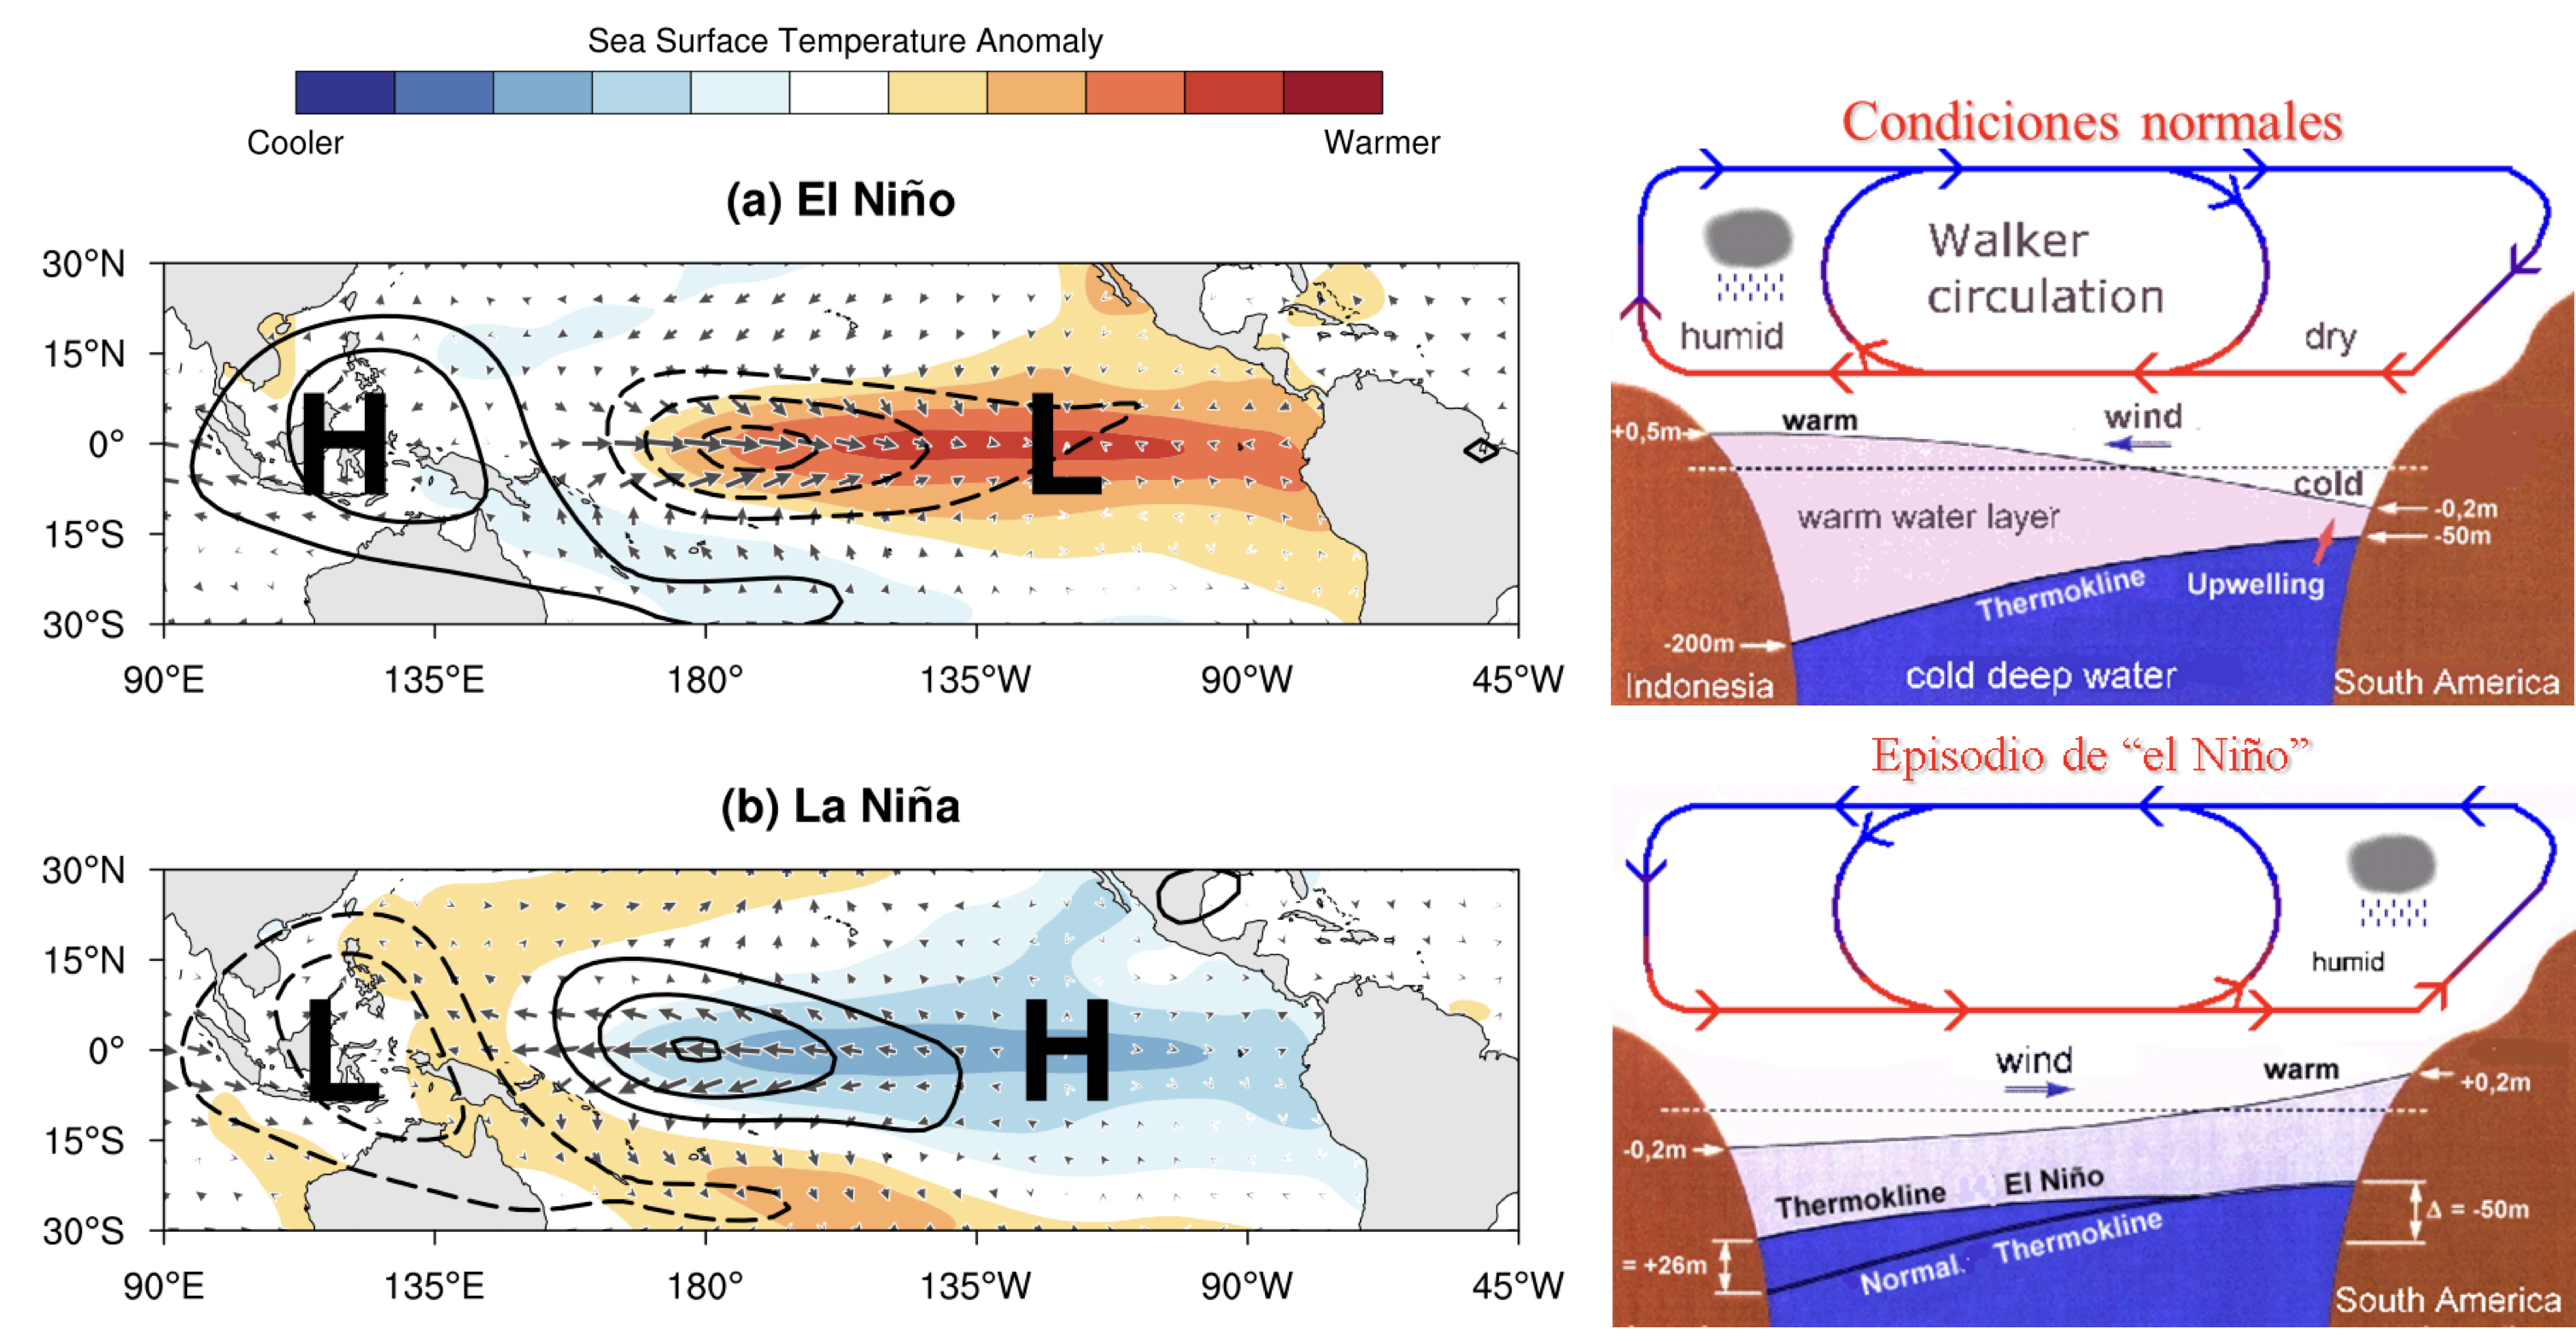 Sea Surface Temperature Anomaly
Cooler
Warmer
(a) El Niño
30°N
15°N
0°
15°S
30°S
90°E
135°E
180°
135°W
90°W
45°W
H
L
(b) La Niña
30°N
15°N
0°
15°S
30°S
90°E
135°E
180°
135°W
90°W
45°W
L
H
Condiciones normales
Walker
circulation
humid
dry
+0,5m
warm
wind
cold
-0,2m
-50m
warm water layer
Thermokline
Upwelling
-200m
cold deep water
Indonesia
South America
Episodio de “el Niño”
humid
wind
warm
+0,2m
-0,2m
Thermokline El Niño
Δ = -50m
= +26m
Normal. Thermokline
South America